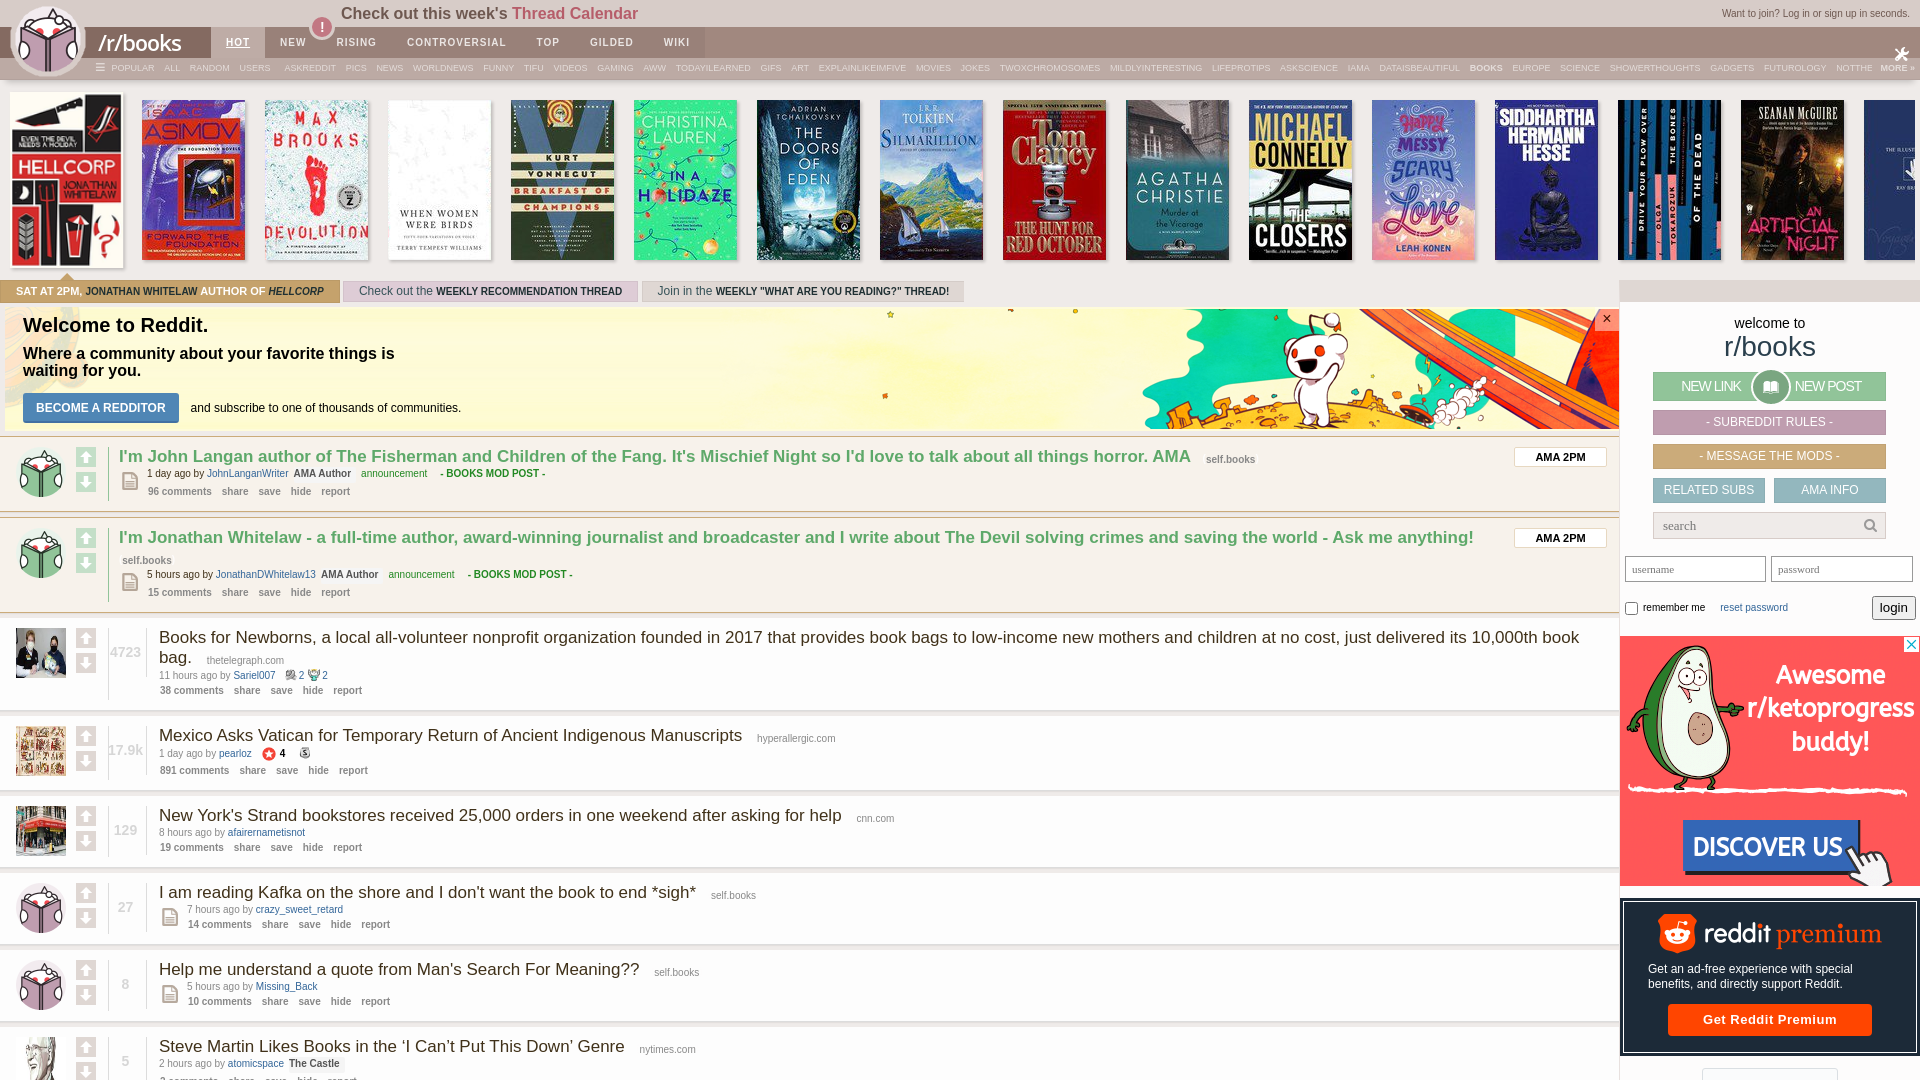 Check out this week's Thread Calendar
Want to join? Log in or sign up in seconds.
/r/books
HOT NEW ! RISING CONTROVERSIAL TOP GILDED WIKI
POPULAR ALL RANDOM USERS ASKREDDIT PICS NEWS WORLDNEWS FUNNY TIFU VIDEOS GAMING AWW TODAYILEARNED GIFS ART EXPLAINLIKEIMFIVE MOVIES JOKES TWOXCHROMOSOMES MILDLYINTERESTING LIFEPROTIPS ASKSCIENCE IAMA DATAISBEAUTIFUL BOOKS EUROPE SCIENCE SHOWERTHOUGHTS GADGETS FUTUROLOGY NOTTHE MORE »
EVEN THE DEVIL
NEEDS A HOLIDAY
HELLCORP
JONATHAN
WHITELAW
ISAAC
ASIMOV
THE FOUNDATION NOVELS
FORWARD THE
FOUNDATION
MAX
BROOKS
DEVOLUTION
A FIRSTHAND ACCOUNT OF
THE RAINIER SASQUATCH MASSACRE
WHEN WOMEN
WERE BIRDS
FIFTY-FOUR VARIATIONS ON VOICE
TERRY TEMPEST WILLIAMS
KURT
VONNEGUT
BREAKFAST OF
CHAMPIONS
CHRISTINA
LAUREN
IN A
HOLIDAZE
ADRIAN
TCHAIKOVSKY
THE
DOORS
OF
EDEN
J.R.R.
TOLKIEN
THE
SILMARILLION
Tom
Clancy
THE HUNT FOR
RED OCTOBER
AGATHA
CHRISTIE
Murder at
the Vicarage
MICHAEL
CONNELLY
THE
CLOSERS
Happy
MESSY
SCARY
Love
LEAH KONEN
SIDDHARTHA
HERMANN
HESSE
DRIVE YOUR PLOW OVER
THE BONES
OF THE DEAD
OLGA
TOKARCZUK
SEANAN McGUIRE
AN
ARTIFICIAL
NIGHT
SAT AT 2PM, JONATHAN WHITELAW AUTHOR OF HELLCORP
Check out the WEEKLY RECOMMENDATION THREAD
Join in the WEEKLY "WHAT ARE YOU READING?" THREAD!
Welcome to Reddit.
Where a community about your favorite things is
waiting for you.
BECOME A REDDITOR and subscribe to one of thousands of communities.
×
I'm John Langan author of The Fisherman and Children of the Fang. It's Mischief Night so I'd love to talk about all things horror. AMA self.books
AMA 2PM
1 day ago by JohnLanganWriter AMA Author announcement - BOOKS MOD POST -
96 comments share save hide report
I'm Jonathan Whitelaw - a full-time author, award-winning journalist and broadcaster and I write about The Devil solving crimes and saving the world - Ask me anything!
self.books
AMA 2PM
5 hours ago by JonathanDWhitelaw13 AMA Author announcement - BOOKS MOD POST -
15 comments share save hide report
4723
Books for Newborns, a local all-volunteer nonprofit organization founded in 2017 that provides book bags to low-income new mothers and children at no cost, just delivered its 10,000th book
bag. thetelegraph.com
11 hours ago by Sariel007 2 2
38 comments share save hide report
17.9k
Mexico Asks Vatican for Temporary Return of Ancient Indigenous Manuscripts hyperallergic.com
1 day ago by pearloz 4
891 comments share save hide report
129
New York's Strand bookstores received 25,000 orders in one weekend after asking for help cnn.com
8 hours ago by afairernametisnot
19 comments share save hide report
27
I am reading Kafka on the shore and I don't want the book to end *sigh* self.books
7 hours ago by crazy_sweet_retard
14 comments share save hide report
8
Help me understand a quote from Man's Search For Meaning?? self.books
5 hours ago by Missing_Back
10 comments share save hide report
5
Steve Martin Likes Books in the ‘I Can’t Put This Down’ Genre nytimes.com
2 hours ago by atomicspace The Castle
welcome to
r/books
NEW LINK NEW POST
- SUBREDDIT RULES -
- MESSAGE THE MODS -
RELATED SUBS AMA INFO
search
username password
remember me reset password login
Awesome
r/ketoprogress
buddy!
DISCOVER US
reddit premium
Get an ad-free experience with special
benefits, and directly support Reddit.
Get Reddit Premium